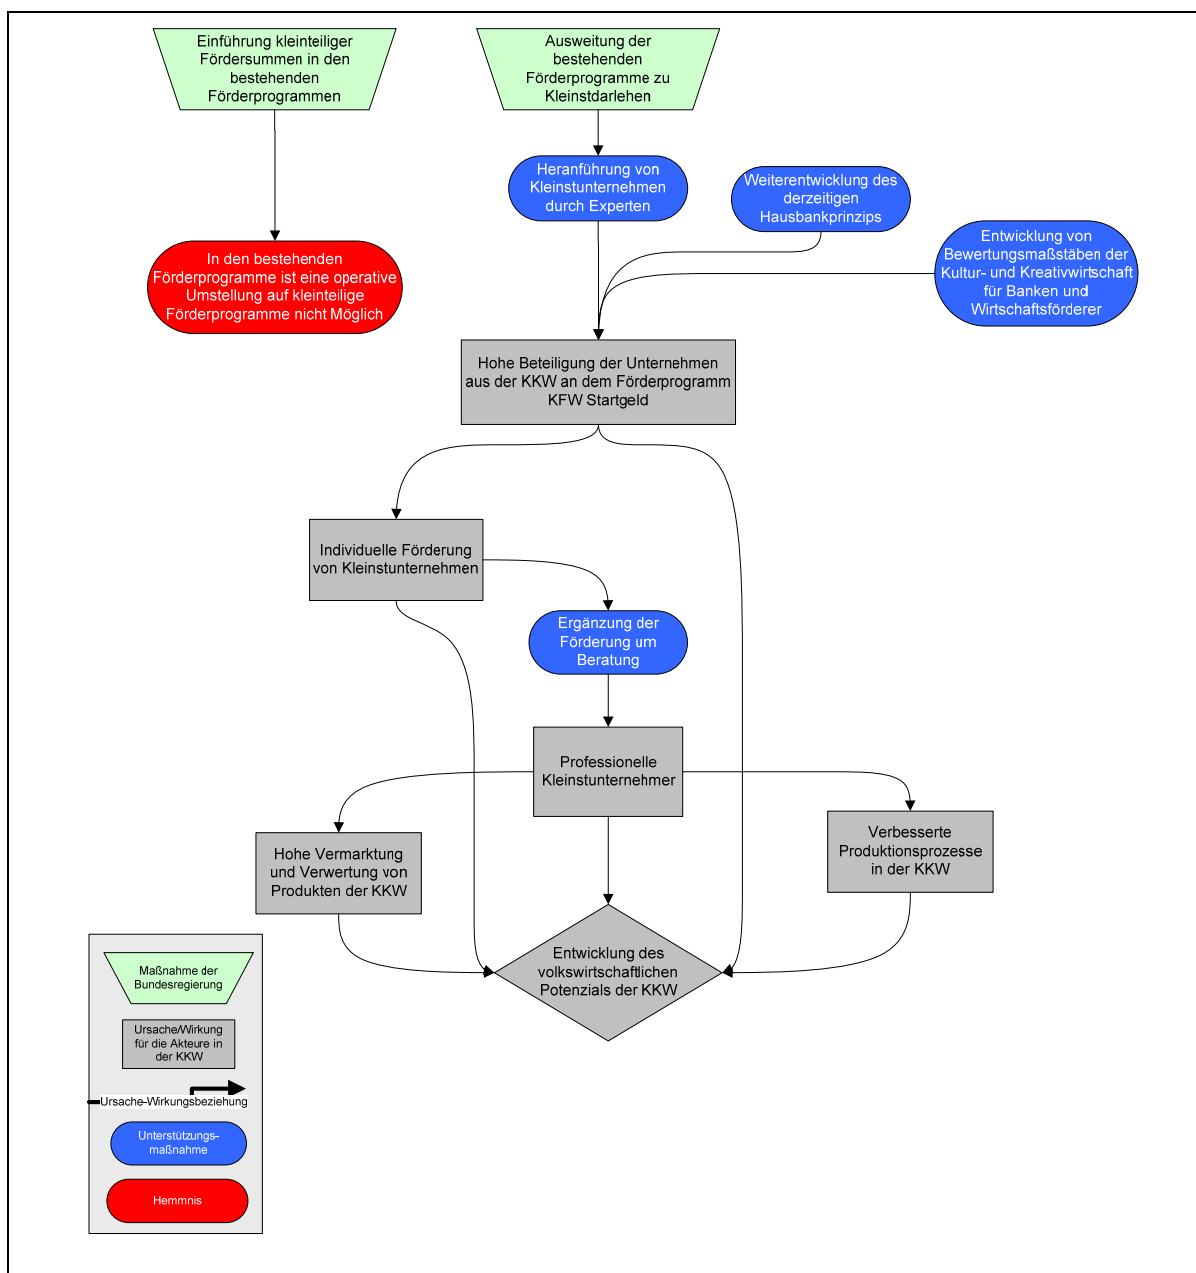 Einführung kleinteiliger
Fördersummen in den
bestehenden
Förderprogrammen
Ausweitung der
bestehenden
Förderprogramme zu
Kleinstdarlehen
Heranführung von
Kleinstunternehmen
durch Experten
Weiterentwicklung des
derzeitigen
Hausbankprinzips
Entwicklung von
Bewertungsmaßstäben der
Kultur- und Kreativwirtschaft
für Banken und
Wirtschaftsförderer
In den bestehenden
Förderprogramme ist eine operative
Umstellung auf kleinteilige
Förderprogramme nicht Möglich
Hohe Beteiligung der Unternehmen
aus der KKW an dem Förderprogramm
KFW Startgeld
Individuelle Förderung
von Kleinstunternehmen
Ergänzung der
Förderung um
Beratung
Professionelle
Kleinstunternehmer
Hohe Vermarktung
und Verwertung von
Produkten der KKW
Verbesserte
Produktionsprozesse
in der KKW
Entwicklung des
volkswirtschaftlichen
Potenzials der KKW
Maßnahme der
Bundesregierung
Ursache/Wirkung
für die Akteure in
der KKW
Ursache-Wirkungsbeziehung
Unterstützungs-
maßnahme
Hemmnis